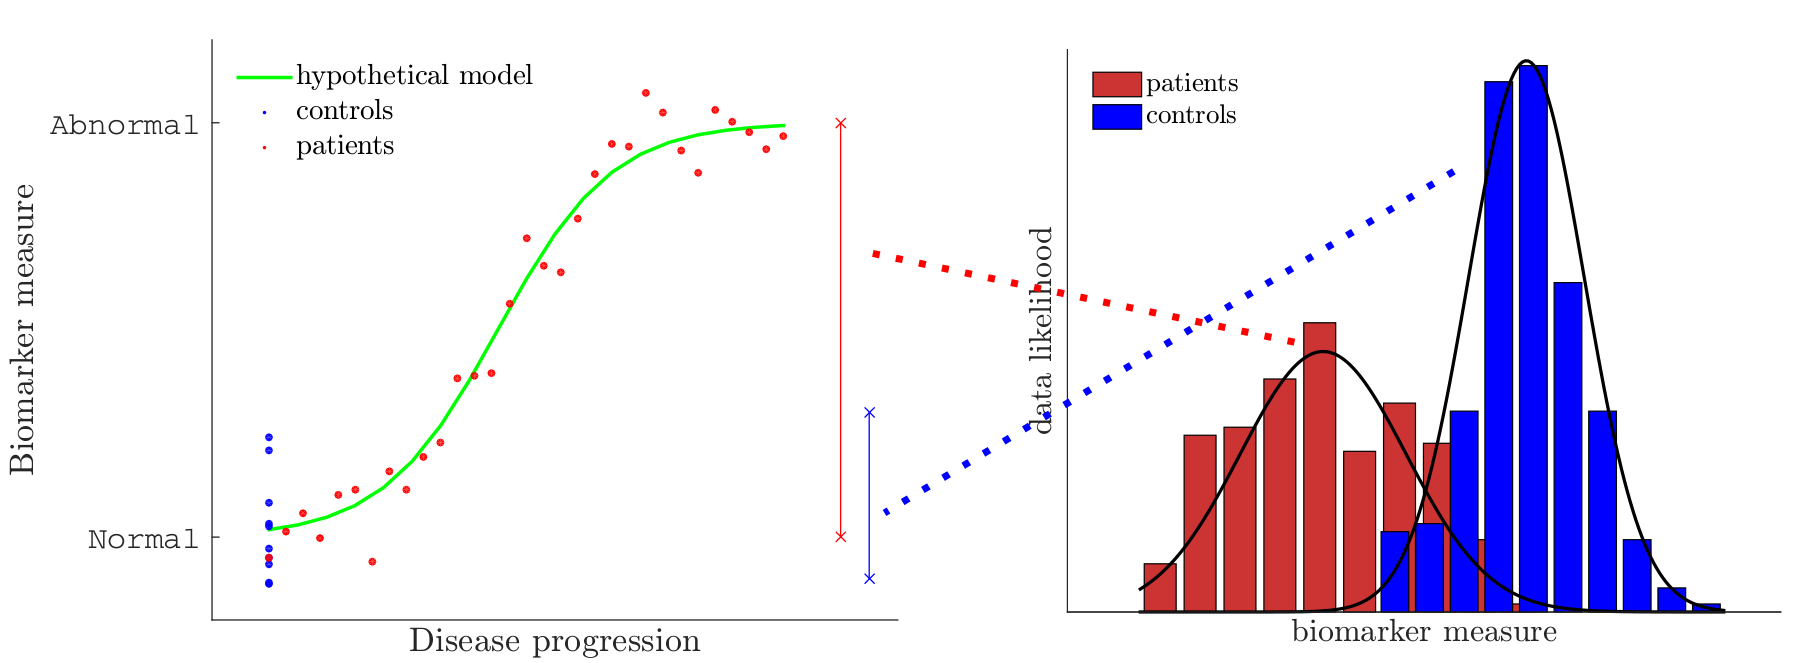 hypothetical model
controls
patients
Abnormal
Normal
Biomarker measure
Disease progression
patients
controls
data likelihood
biomarker measure